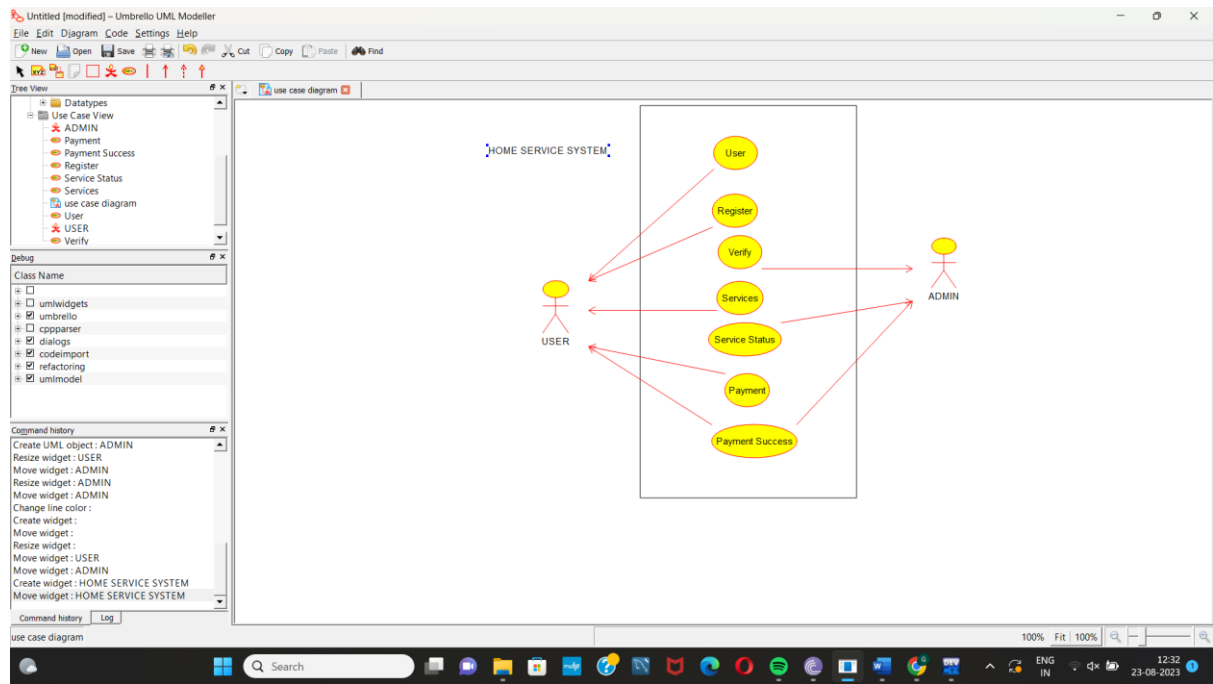 Untitled [modified] – Umbrello UML Modeller
File Edit Diagram Code Settings Help
New Open Save Cut Copy Paste Find
XYZ
Tree View
use case diagram
Datatypes
Use Case View
ADMIN
Payment
Payment Success
Register
Service Status
Services
use case diagram
User
USER
Verify
Debug
Class Name
umlwidgets
umbrello
cppparser
dialogs
codeimport
refactoring
umlmodel
Command history
Create UML object : ADMIN
Resize widget : USER
Move widget : ADMIN
Resize widget : ADMIN
Move widget : ADMIN
Change line color :
Create widget :
Move widget :
Resize widget :
Move widget : USER
Move widget : ADMIN
Create widget : HOME SERVICE SYSTEM
Move widget : HOME SERVICE SYSTEM
Command history Log
HOME SERVICE SYSTEM
User
Register
Verify
Services
Service Status
Payment
Payment Success
USER
ADMIN
use case diagram
100% Fit 100%
Search
ENG
IN
12:32
23-08-2023
1